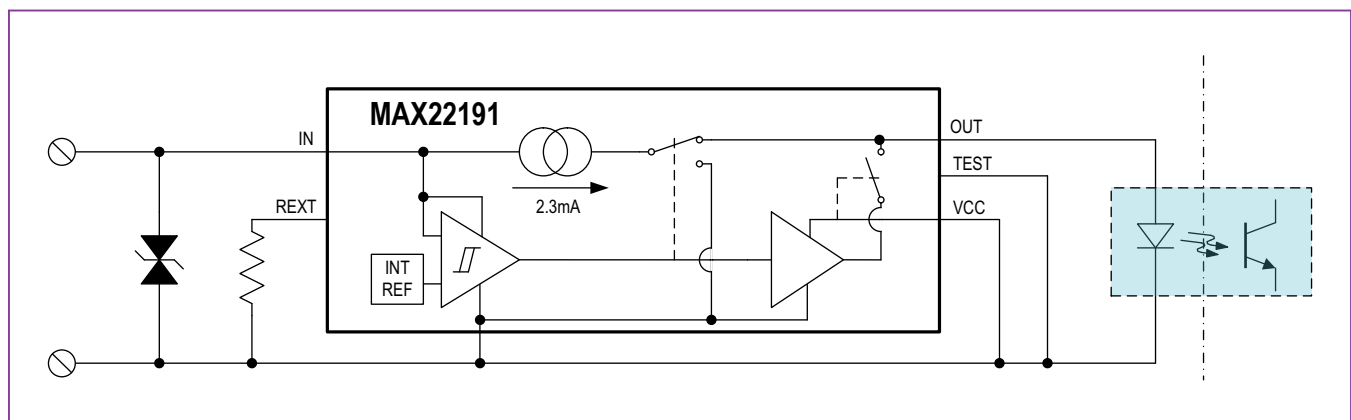 MAX22191
IN
OUT
TEST
REXT
2.3mA
VCC
INT
REF